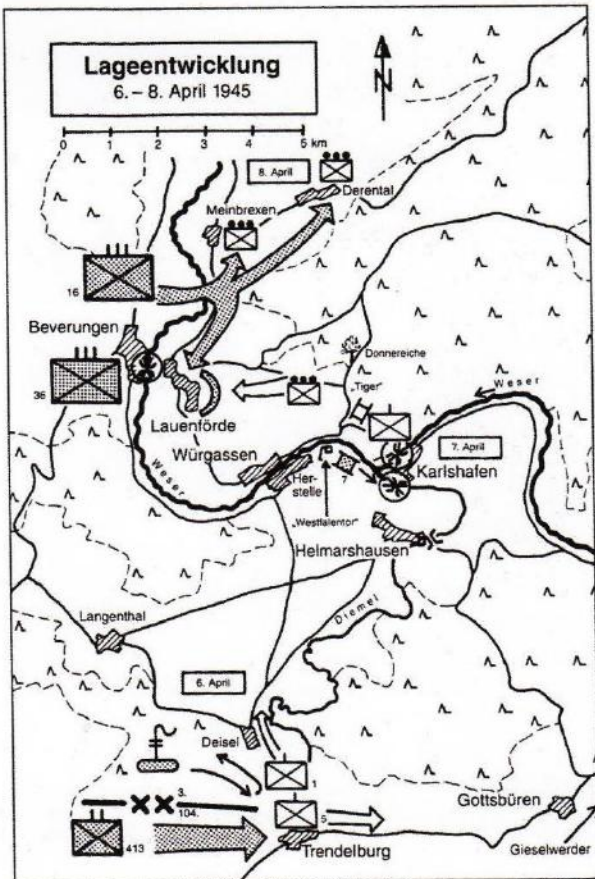 Lageentwicklung
6. – 8. April 1945
N
0 1 2 3 4 5 km
8. April
Derental
Meinbrexen
16
Beverungen
Donnereiche
"Tiger"
Weser
36
Lauenförde
Würgassen
7. April
Weser
Karlshafen
Her-
stelle
7
"Westfalentor"
Helmarshausen
Diemel
Langenthal
6. April
Deisel
1
3.
104.
5
Gottsbüren
413
Trendelburg
Gieselwerder